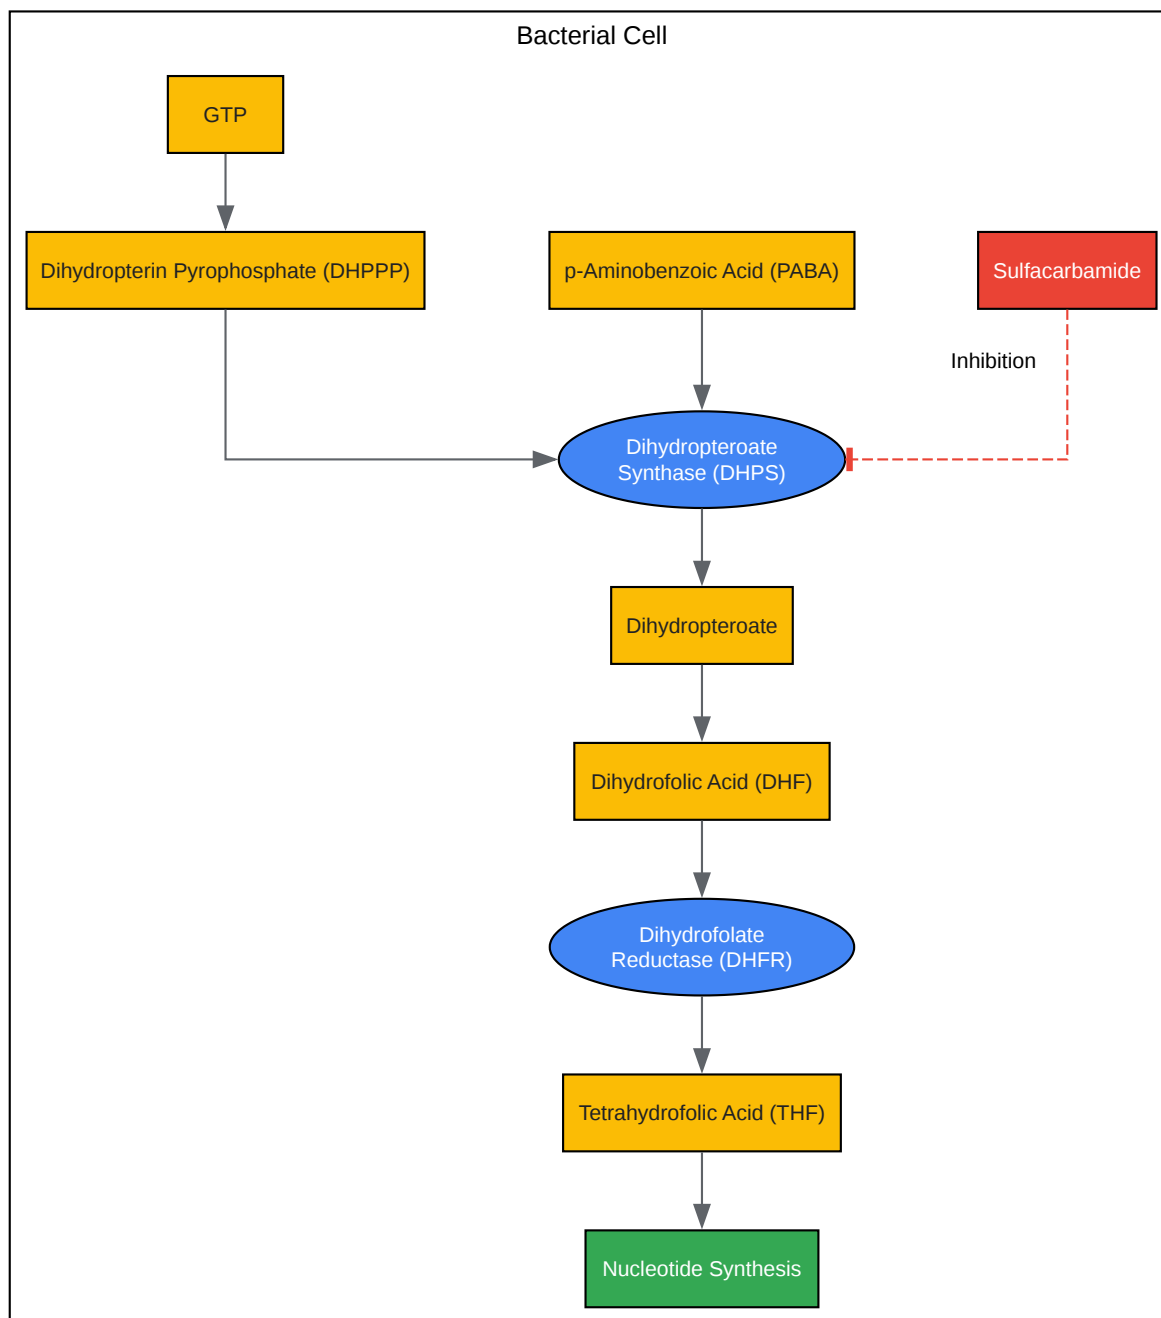 Bacterial Cell
GTP
Dihydropterin Pyrophosphate (DHPPP)
p-Aminobenzoic Acid (PABA)
Sulfacarbamide
Inhibition
Dihydropteroate
Synthase (DHPS)
Dihydropteroate
Dihydrofolic Acid (DHF)
Dihydrofolate
Reductase (DHFR)
Tetrahydrofolic Acid (THF)
Nucleotide Synthesis